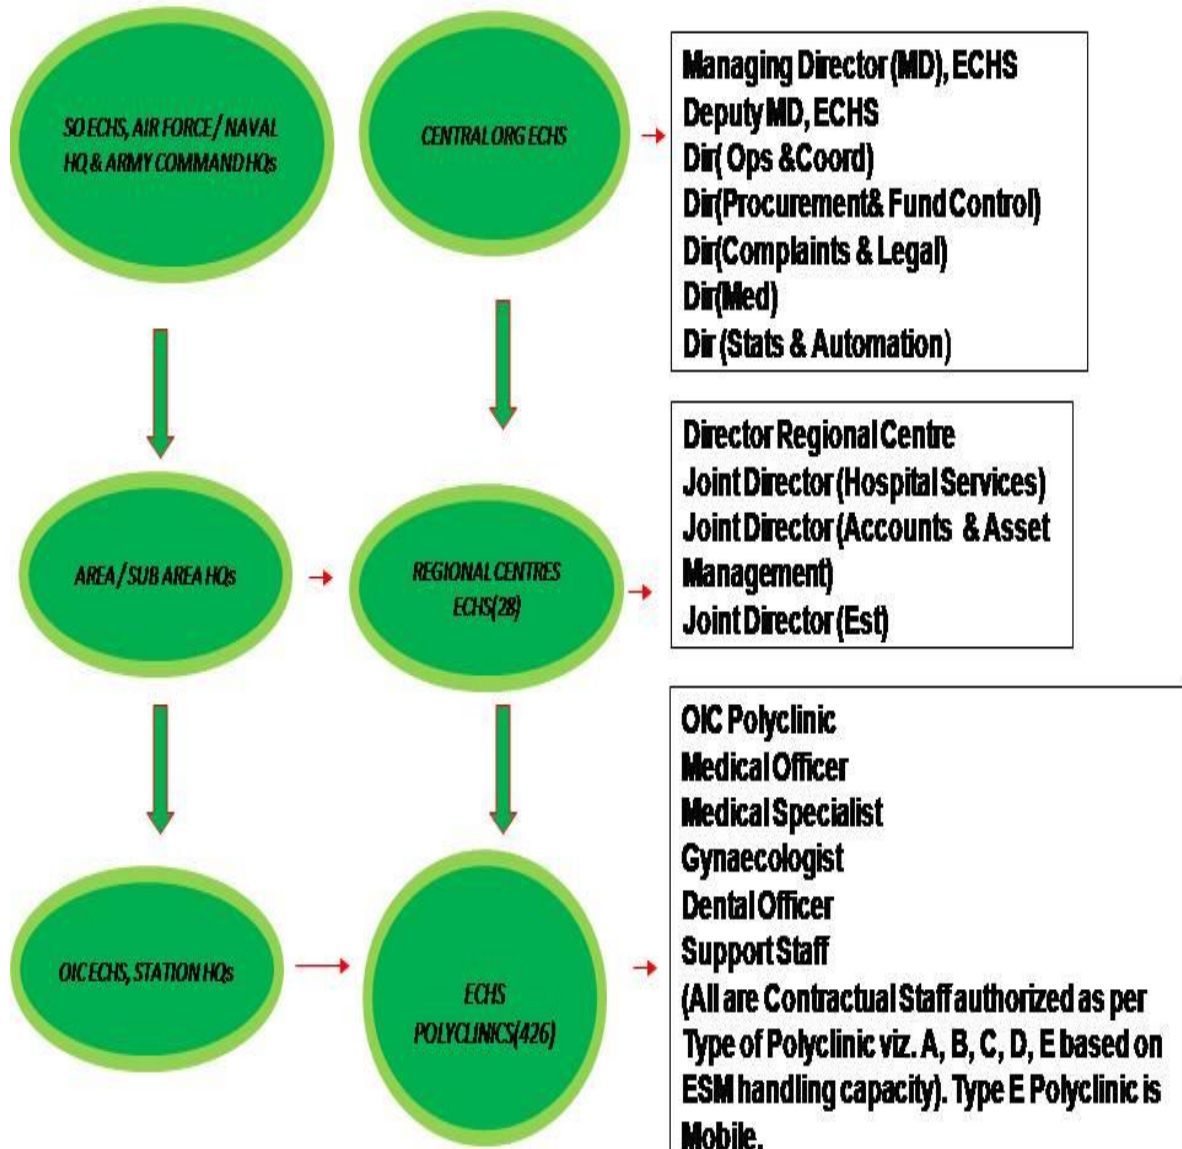 SO ECHS, AIR FORCE / NAVAL
HQ & ARMY COMMAND HQs
CENTRAL ORG ECHS
Managing Director (MD), ECHS
Deputy MD, ECHS
Dir( Ops &Coord)
Dir(Procurement& Fund Control)
Dir(Complaints & Legal)
Dir(Med)
Dir (Stats & Automation)
AREA / SUB AREA HQs
REGIONAL CENTRES
ECHS(28)
Director Regional Centre
Joint Director (Hospital Services)
Joint Director (Accounts & Asset
Management)
Joint Director (Est)
OIC ECHS, STATION HQs
ECHS
POLYCLINICS(426)
OIC Polyclinic
Medical Officer
Medical Specialist
Gynaecologist
Dental Officer
Support Staff
(All are Contractual Staff authorized as per
Type of Polyclinic viz. A, B, C, D, E based on
ESM handling capacity). Type E Polyclinic is
Mobile.